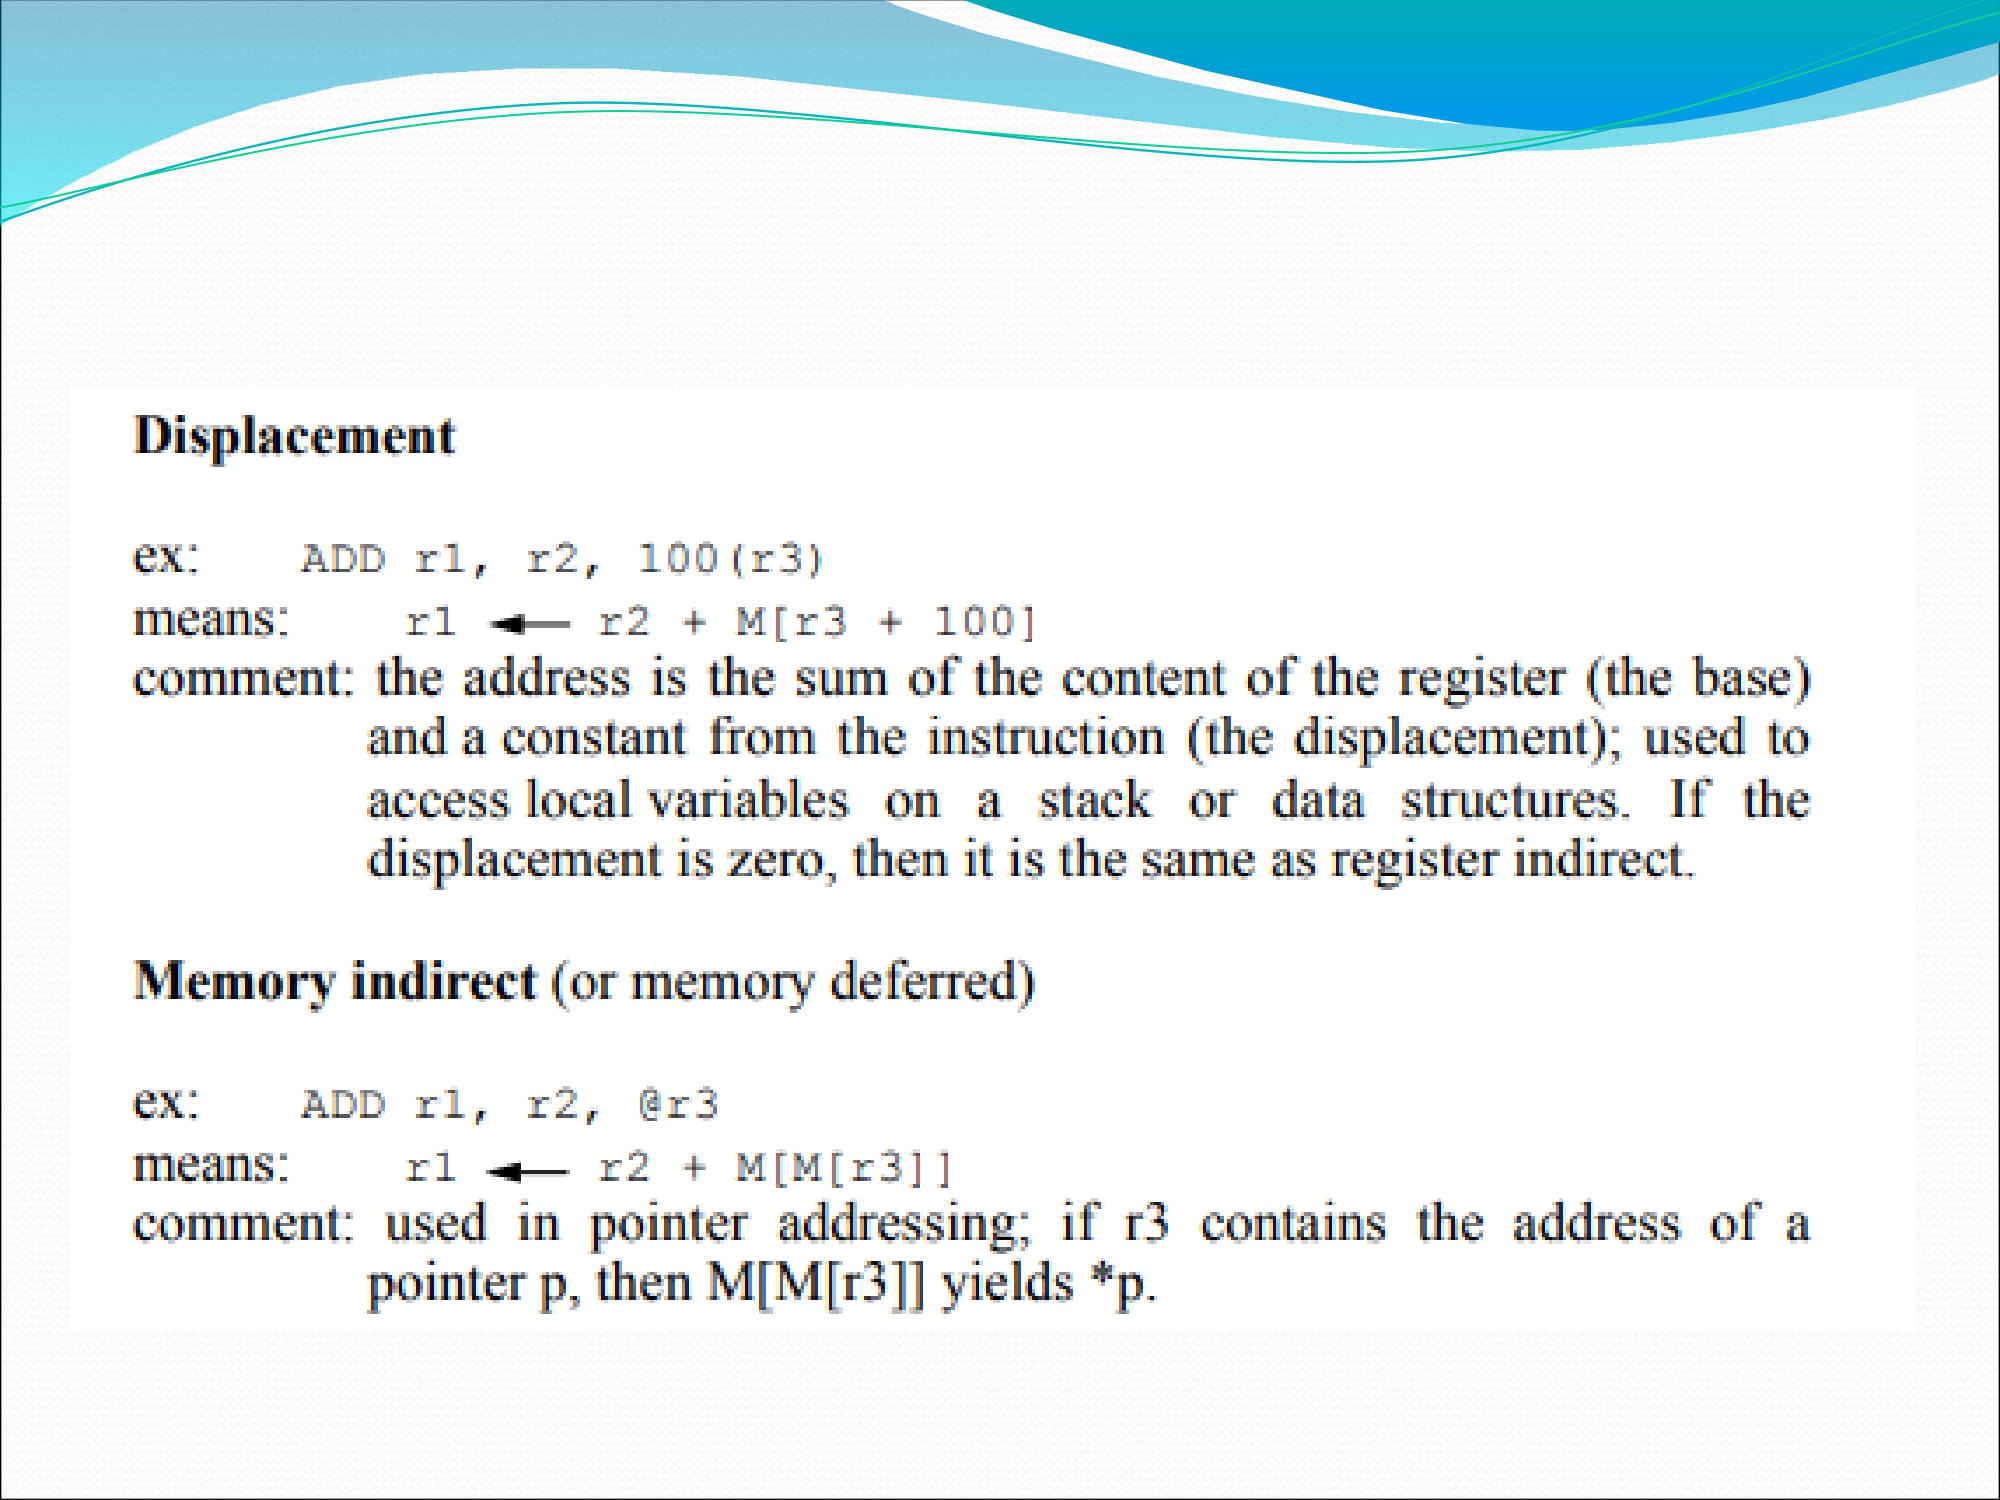 Displacement
ex: ADD r1, r2, 100(r3)
means: r1 ← r2 + M[r3 + 100]
comment: the address is the sum of the content of the register (the base)
and a constant from the instruction (the displacement); used to
access local variables on a stack or data structures. If the
displacement is zero, then it is the same as register indirect.
Memory indirect (or memory deferred)
ex: ADD r1, r2, @r3
means: r1 ← r2 + M[M[r3]]
comment: used in pointer addressing; if r3 contains the address of a
pointer p, then M[M[r3]] yields *p.